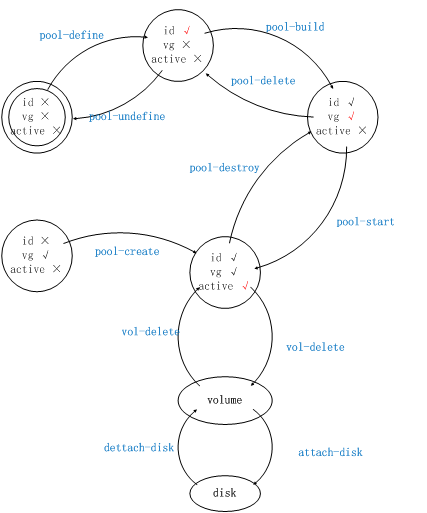 id √
vg ×
active ×
pool-define
pool-build
pool-delete
pool-undefine
id ×
vg ×
active ×
id √
vg √
active ×
pool-destroy
pool-start
id ×
vg √
active ×
pool-create
id √
vg √
active √
vol-delete
vol-delete
volume
dettach-disk
attach-disk
disk